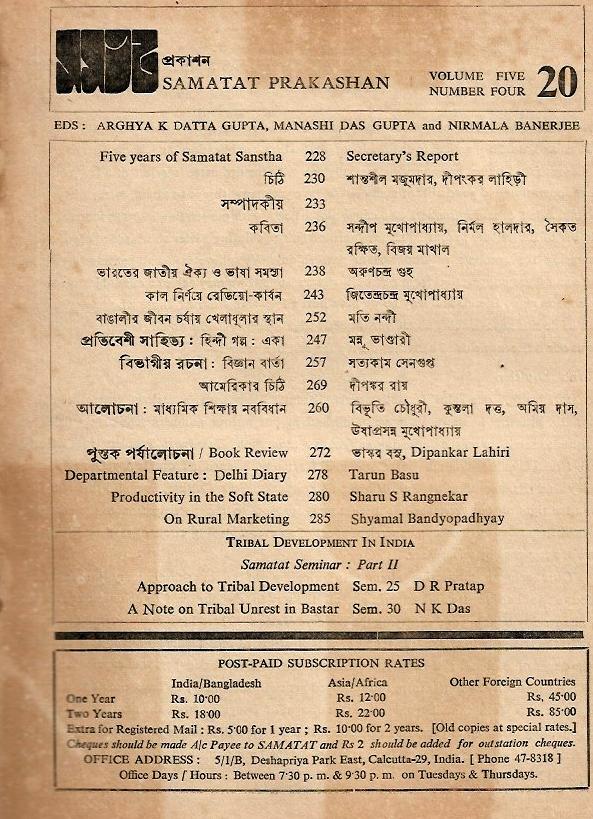 সমতট প্রকাশন
SAMATAT PRAKASHAN
VOLUME FIVE
NUMBER FOUR 20
EDS : ARGHYA K DATTA GUPTA, MANASHI DAS GUPTA and NIRMALA BANERJEE
Five years of Samatat Sanstha 228 Secretary's Report
চিঠি 230 শান্তশীল মজুমদার, দীপংকর লাহিড়ী
সম্পাদকীয় 233
কবিতা 236 সন্দীপ মুখোপাধ্যায়, নির্মল হালদার, সৈকত
রক্ষিত, বিজয় মাখাল
ভারতের জাতীয় ঐক্য ও ভাষা সমস্যা 238 অরুণচন্দ্র গুহ
কাল নির্ণয়ে রেডিয়ো-কার্বন 243 জিতেন্দ্রচন্দ্র মুখোপাধ্যায়
বাঙালীর জীবন চর্যায় খেলাধুলার স্থান 252 মতি নন্দী
প্রতিবেশী সাহিত্য : হিন্দী গল্প : একা 247 মন্নু ভাণ্ডারী
বিভাগীয় রচনা : বিজ্ঞান বার্তা 257 সত্যকাম সেনগুপ্ত
আমেরিকার চিঠি 269 দীপঙ্কর রায়
আলোচনা : মাধ্যমিক শিক্ষায় নববিধান 260 বিভূতি চৌধুরী, কুন্তলা দত্ত, অমিয় দাস,
ঊষাপ্রসন্ন মুখোপাধ্যায়
পুস্তক পর্যালোচনা / Book Review 272 ভাস্কর বসু, Dipankar Lahiri
Departmental Feature : Delhi Diary 278 Tarun Basu
Productivity in the Soft State 280 Sharu S Rangnekar
On Rural Marketing 285 Shyamal Bandyopadhyay
TRIBAL DEVELOPMENT IN INDIA
Samatat Seminar : Part II
Approach to Tribal Development Sem. 25 D R Pratap
A Note on Tribal Unrest in Bastar Sem. 30 N K Das
POST-PAID SUBSCRIPTION RATES
India/Bangladesh Asia/Africa Other Foreign Countries
One Year Rs. 10·00 Rs. 12·00 Rs, 45·00
Two Years Rs. 18·00 Rs. 22·00 Rs. 85·00
Extra for Registered Mail : Rs. 5·00 for 1 year ; Rs. 10·00 for 2 years. [Old copies at special rates.]
Cheques should be made A/c Payee to SAMATAT and Rs 2 should be added for outstation cheques.
OFFICE ADDRESS : 5/1/B, Deshapriya Park East, Calcutta-29, India. [ Phone 47-8318 ]
Office Days / Hours : Between 7·30 p. m. & 9·30 p. m. on Tuesdays & Thursdays.